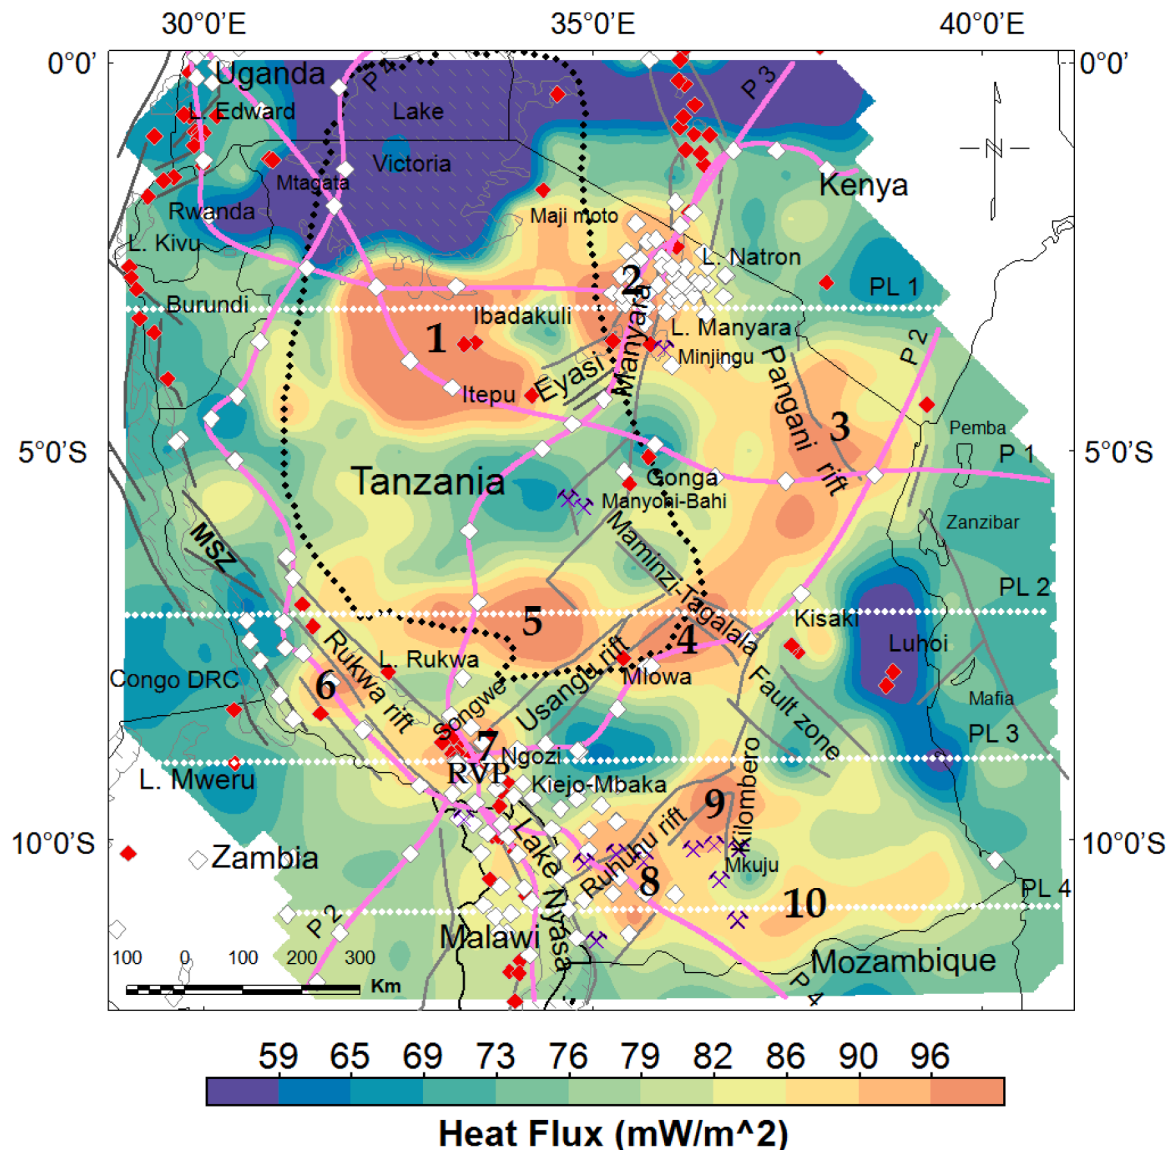 30°0'E 35°0'E 40°0'E
0°0' 0°0'
Uganda
P 4
P 3
L. Edward
Lake
Victoria
Mtagata
Kenya
Rwanda
Maji moto
L. Kivu
L. Natron
2
PL 1
Burundi
Ibadakuli
1
L. Manyara
Manyara
P 2
Minjingu
Eyasi
Itepu
Pangani rift
3
Pemba
5°0'S 5°0'S
P 1
Tanzania
Gonga
Manyoni-Bahi
Zanzibar
MSZ
Maminzi-Tagalala
Fault zone
PL 2
5
Kisaki
4
Luhoi
Rukwa rift
L. Rukwa
Usangu rift
Mlowa
Congo DRC
6
Mafia
Songwe
PL 3
7
Ngozi
RVP
L. Mweru
Kiejo-Mbaka
Kilombero
9
10°0'S 10°0'S
Zambia
Lake Nyasa
Ruhuhu rift
Mkuju
8
PL 4
10
P 2
Malawi
Mozambique
P 4
100 0 100 200 300
Km
N
59 65 69 73 76 79 82 86 90 96
Heat Flux (mW/m^2)